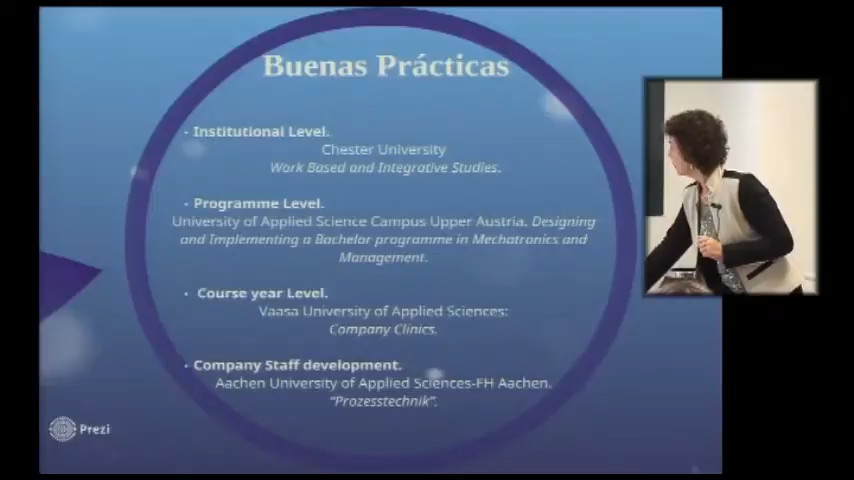 Buenas Prácticas
· Institutional Level.
Chester University
Work Based and Integrative Studies.
· Programme Level.
University of Applied Science Campus Upper Austria. Designing
and Implementing a Bachelor programme in Mechatronics and
Management.
· Course year Level.
Vaasa University of Applied Sciences:
Company Clinics.
· Company Staff development.
Aachen University of Applied Sciences-FH Aachen.
"Prozesstechnik".
Prezi